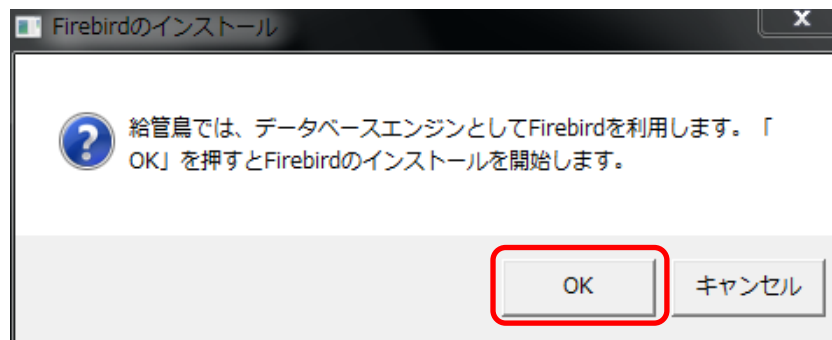 Firebirdのインストール
X
給管鳥では、データベースエンジンとしてFirebirdを利用します。「
OK」を押すとFirebirdのインストールを開始します。
OK
キャンセル